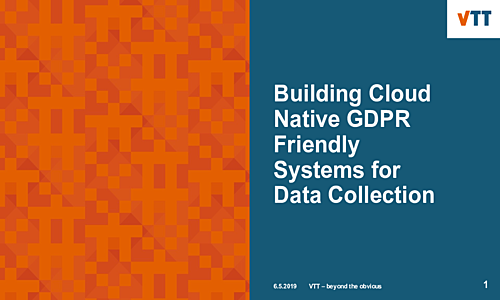 VTT
Building Cloud
Native GDPR
Friendly
Systems for
Data Collection
6.5.2019 VTT – beyond the obvious 1